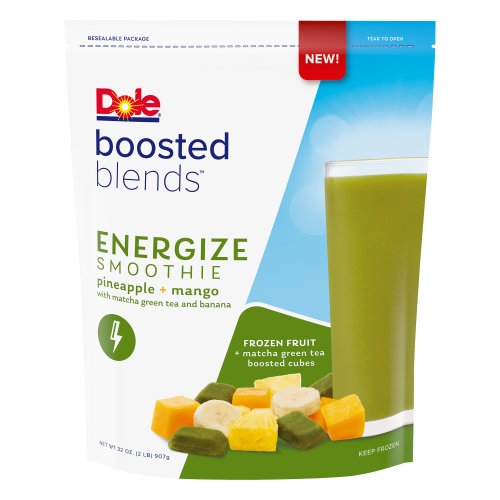 RESEALABLE PACKAGE
TEAR TO OPEN
NEW!
Dole
boosted
blends™
ENERGIZE
SMOOTHIE
pineapple + mango
with matcha green tea and banana
FROZEN FRUIT
+ matcha green tea
boosted cubes
NET WT 32 OZ. (2 LB) 907g
KEEP FROZEN